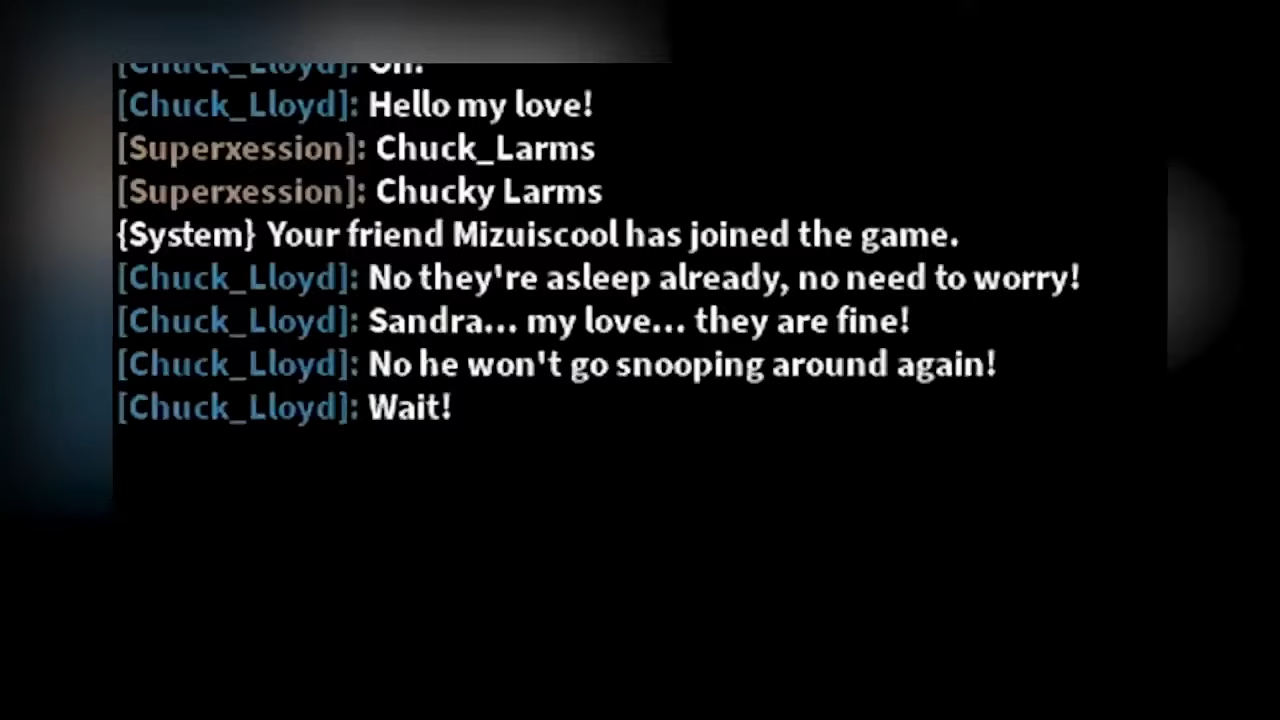 [Chuck_Lloyd]: Oh!
[Chuck_Lloyd]: Hello my love!
[Superxession]: Chuck_Larms
[Superxession]: Chucky Larms
{System} Your friend Mizuiscool has joined the game.
[Chuck_Lloyd]: No they're asleep already, no need to worry!
[Chuck_Lloyd]: Sandra... my love... they are fine!
[Chuck_Lloyd]: No he won't go snooping around again!
[Chuck_Lloyd]: Wait!